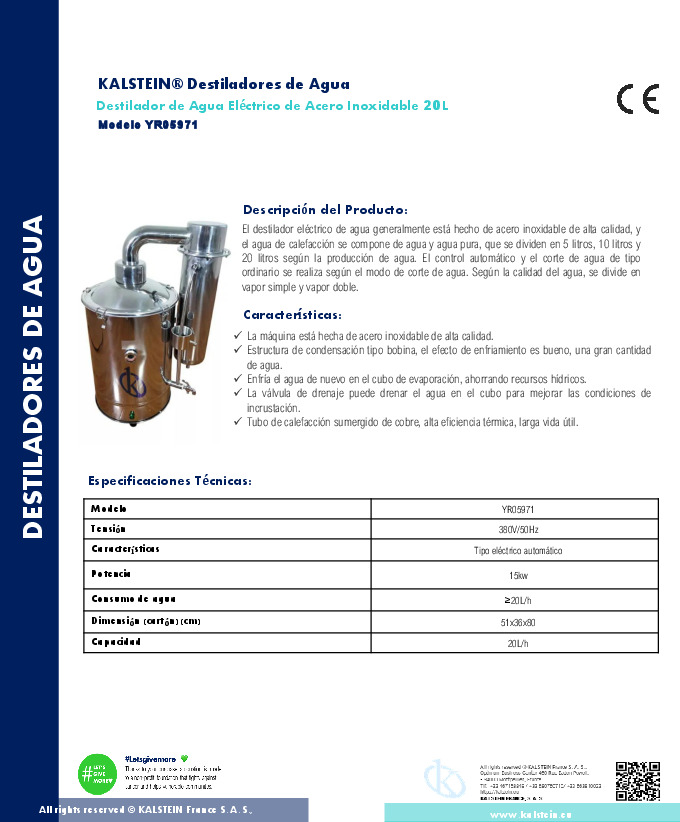 KALSTEIN® Destiladores de Agua
Destilador de Agua Eléctrico de Acero Inoxidable 20L
Modelo YR05971
CE
DESTILADORES DE AGUA
Descripción del Producto:
El destilador eléctrico de agua generalmente está hecho de acero inoxidable de alta calidad, y
el agua de calefacción se compone de agua y agua pura, que se dividen en 5 litros, 10 litros y
20 litros según la producción de agua. El control automático y el corte de agua de tipo
ordinario se realiza según el modo de corte de agua. Según la calidad del agua, se divide en
vapor simple y vapor doble.
Características:
✓ La máquina está hecha de acero inoxidable de alta calidad.
✓ Estructura de condensación tipo bobina, el efecto de enfriamiento es bueno, una gran cantidad
de agua.
✓ Enfría el agua de nuevo en el cubo de evaporación, ahorrando recursos hídricos.
✓ La válvula de drenaje puede drenar el agua en el cubo para mejorar las condiciones de
incrustación.
✓ Tubo de calefacción sumergido de cobre, alta eficiencia térmica, larga vida útil.
Especificaciones Técnicas:
Modelo YR05971
Tensión 380V/50Hz
Características Tipo eléctrico automático
Potencia 15kw
Consumo de agua ≥20L/h
Dimensión (cartón) (cm) 51x36x80
Capacidad 20L/h
#LET'S
GIVE
MORE
#Letsgivemore
All rights reserved © KALSTEIN France S. A. S.,
KALSTEIN FRANCE, S. A. S
All rights reserved © KALSTEIN France S. A. S.,
www.kalstein.eu